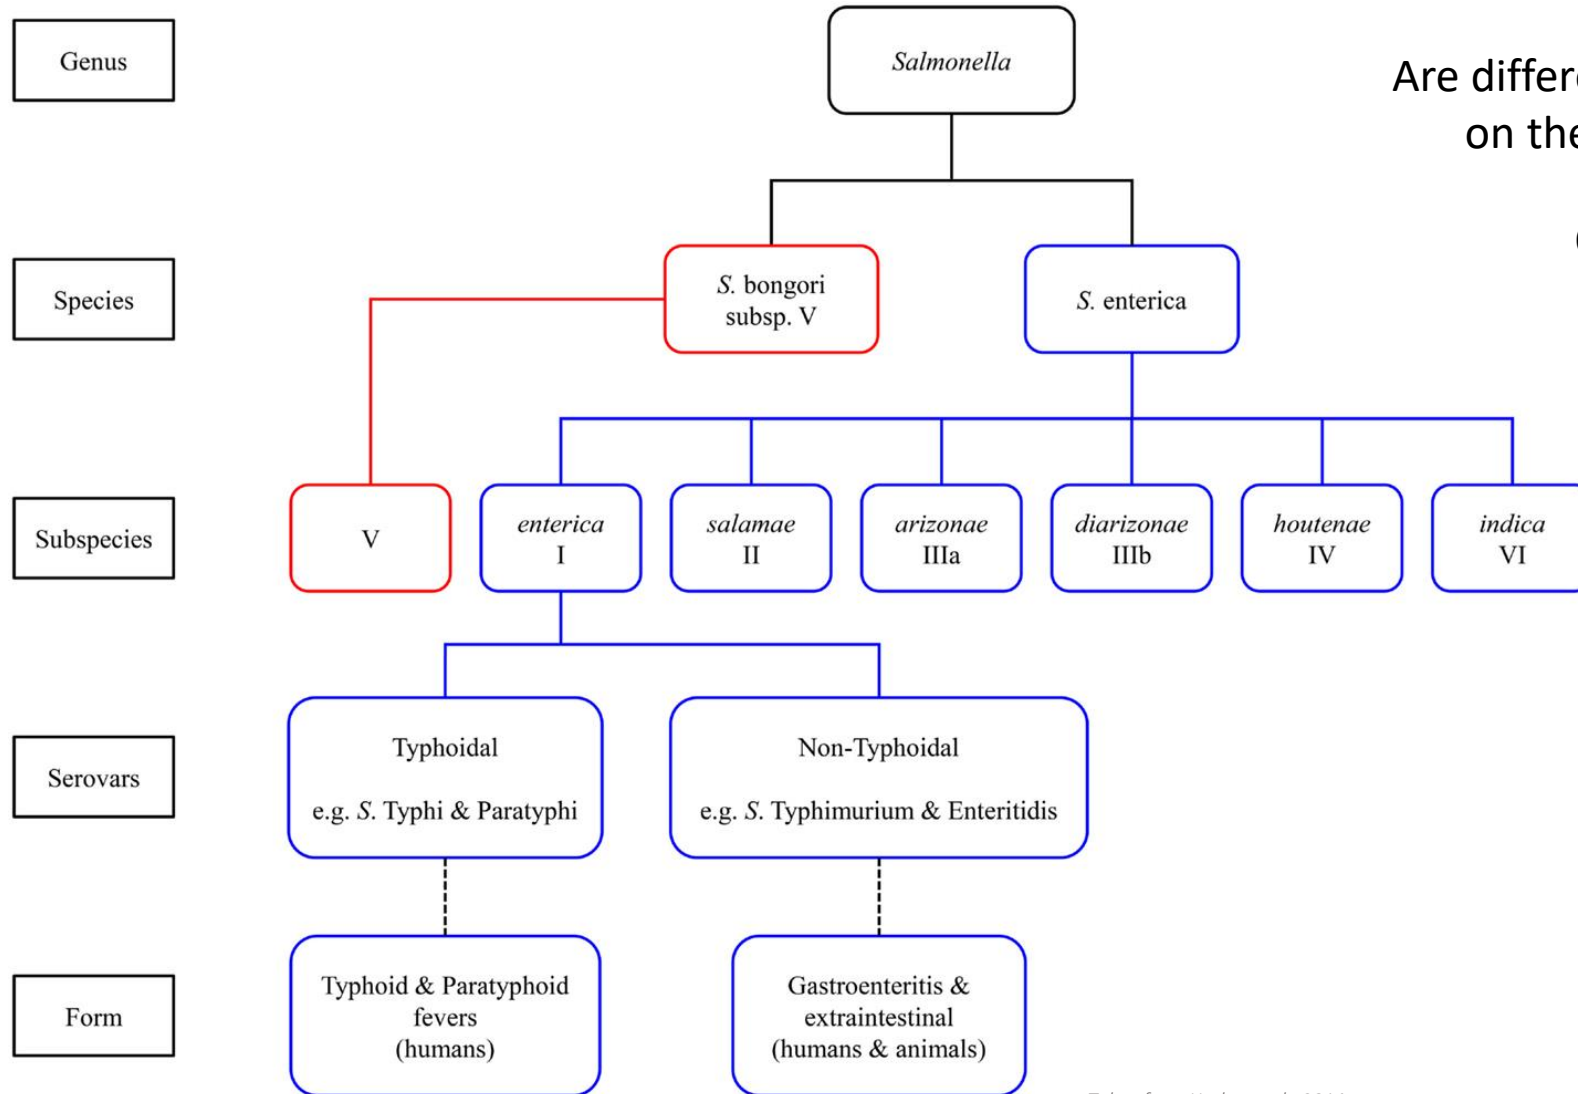 Genus
Salmonella
Are
on the
Species
S. bongori
subsp. V
S. enterica
Subspecies
V
enterica
I
salamae
II
arizonae
IIIa
diarizonae
IIIb
houtenae
IV
indica
VI
Serovars
Typhoidal
e.g. S. Typhi & Paratyphi
Non-Typhoidal
e.g. S. Typhimurium & Enteritidis
Form
Typhoid & Paratyphoid
fevers
(humans)
Gastroenteritis &
extraintestinal
(humans & animals)